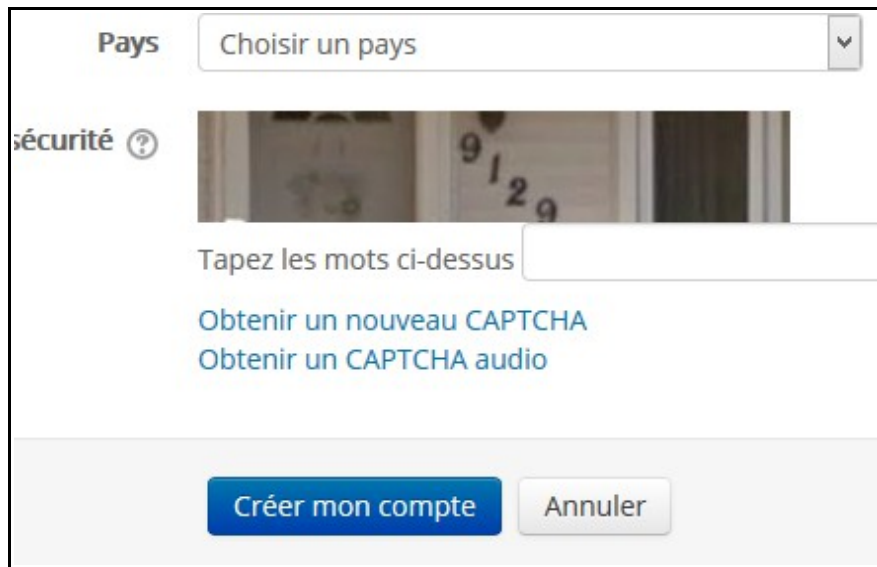 Pays Choisir un pays
sécurité ?
9129
Tapez les mots ci-dessus
Obtenir un nouveau CAPTCHA
Obtenir un CAPTCHA audio
Créer mon compte Annuler